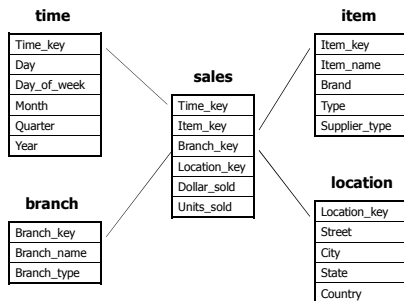 time
Time_key
Day
Day_of_week
Month
Quarter
Year
item
Item_key
Item_name
Brand
Type
Supplier_type
sales
Time_key
Item_key
Branch_key
Location_key
Dollar_sold
Units_sold
branch
Branch_key
Branch_name
Branch_type
location
Location_key
Street
City
State
Country